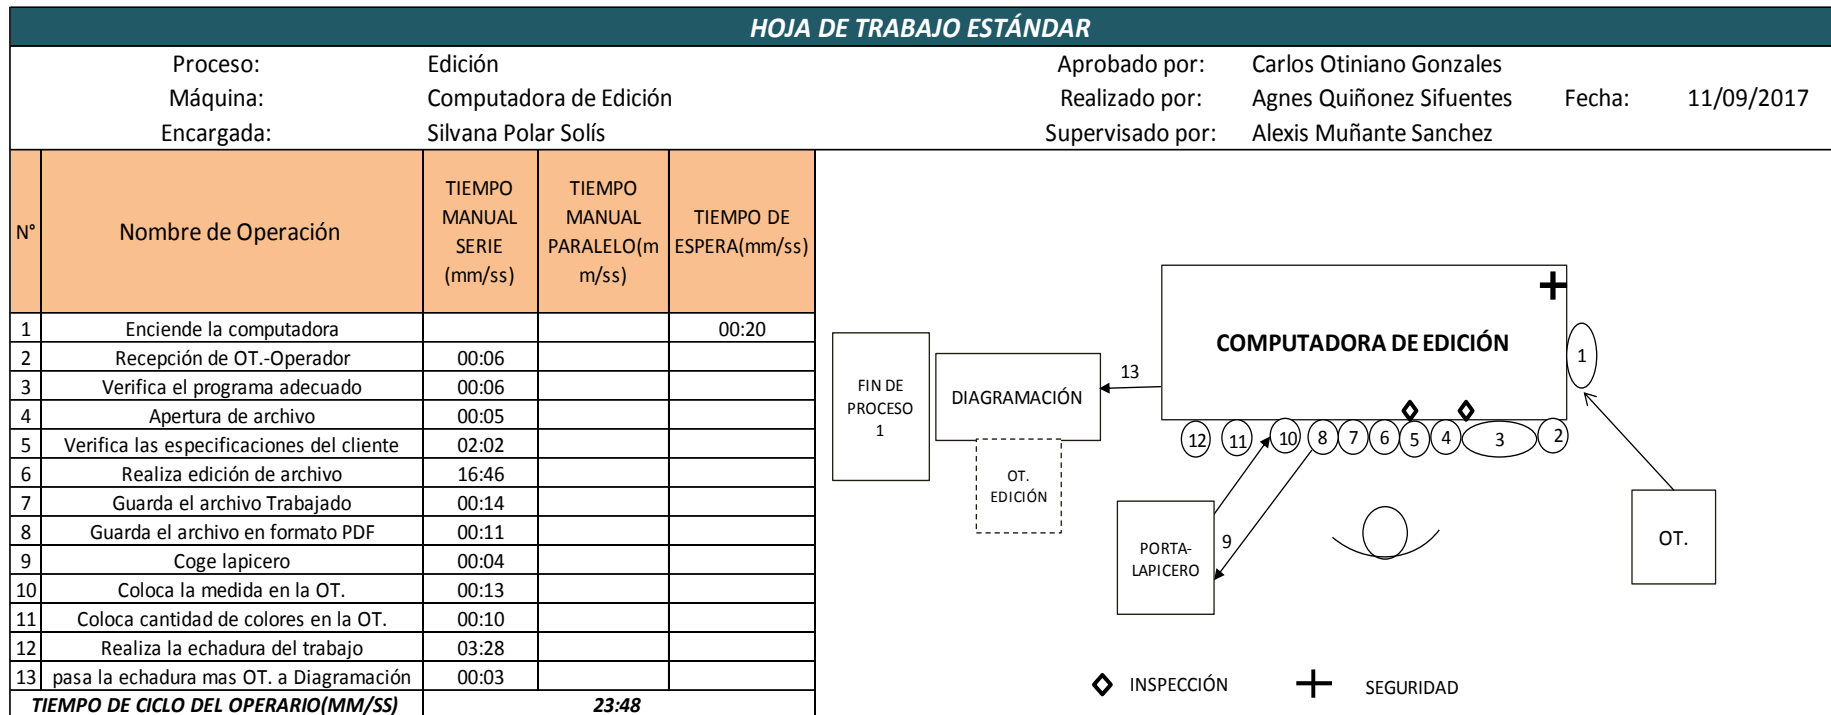 HOJA DE TRABAJO ESTÁNDAR
Proceso: Edición Aprobado por: Carlos Otiniano Gonzales
Máquina: Computadora de Edición Realizado por: Agnes Quiñonez Sifuentes Fecha: 11/09/2017
Encargada: Silvana Polar Solís Supervisado por: Alexis Muñante Sanchez
N° Nombre de Operación
TIEMPO
MANUAL
SERIE
(mm/ss)
TIEMPO
MANUAL
PARALELO(m
m/ss)
TIEMPO DE
ESPERA(mm/ss)
1 Enciende la computadora 00:20
2 Recepción de OT.-Operador 00:06
3 Verifica el programa adecuado 00:06
4 Apertura de archivo 00:05
5 Verifica las especificaciones del cliente 02:02
6 Realiza edición de archivo 16:46
7 Guarda el archivo Trabajado 00:14
8 Guarda el archivo en formato PDF 00:11
9 Coge lapicero 00:04
10 Coloca la medida en la OT. 00:13
11 Coloca cantidad de colores en la OT. 00:10
12 Realiza la echadura del trabajo 03:28
13 pasa la echadura mas OT. a Diagramación 00:03
TIEMPO DE CICLO DEL OPERARIO(MM/SS) 23:48
COMPUTADORA DE EDICIÓN
1
13
FIN DE
PROCESO
1
DIAGRAMACIÓN
12 11 10 8 7 6 5 4 3 2
OT.
EDICIÓN
9
PORTA-
LAPICERO
OT.
INSPECCIÓN
SEGURIDAD